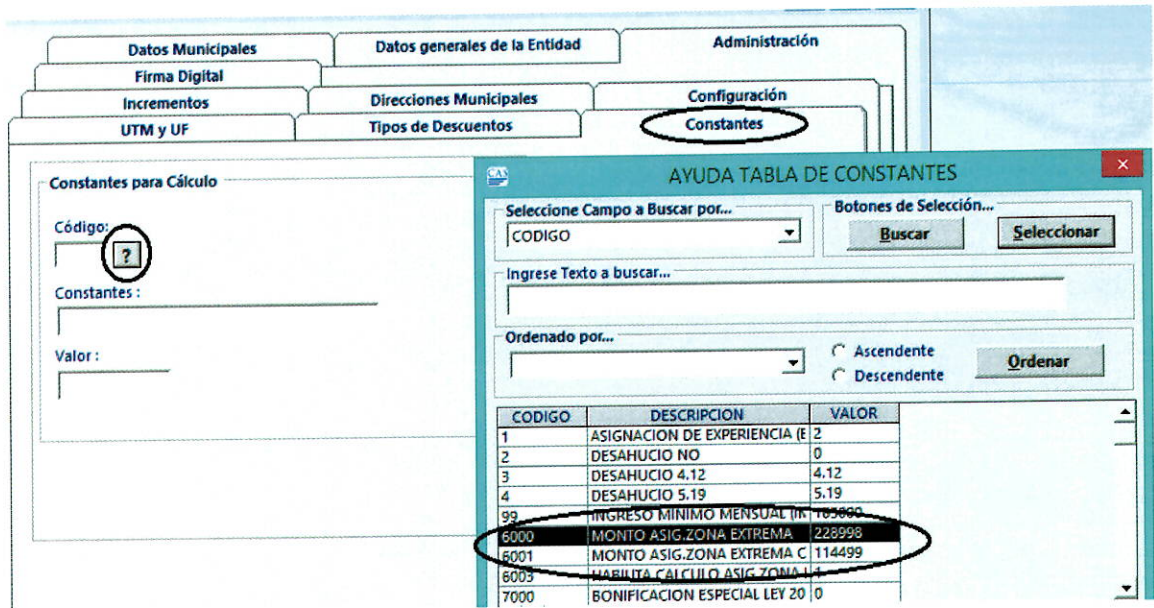 Datos Municipales
Datos generales de la Entidad
Administración
Firma Digital
Incrementos
Direcciones Municipales
Configuración
UTM y UF
Tipos de Descuentos
Constantes
Constantes para Cálculo
Código:
?
Constantes :
Valor :
CAS
AYUDA TABLA DE CONSTANTES
x
Seleccione Campo a Buscar por...
Botones de Selección...
CODIGO
Buscar
Seleccionar
Ingrese Texto a buscar...
Ordenado por...
Ascendente
Descendente
Ordenar
CODIGO DESCRIPCION VALOR
1 ASIGNACION DE EXPERIENCIA (E 2
2 DESAHUCIO NO 0
3 DESAHUCIO 4.12 4.12
4 DESAHUCIO 5.19 5.19
99 INGRESO MINIMO MENSUAL
6000 MONTO ASIG.ZONA EXTREMA 228998
6001 MONTO ASIG.ZONA EXTREMA C 114499
6003 HABILITA CALCULO ASIG.ZONA 1
7000 BONIFICACION ESPECIAL LEY 20 0